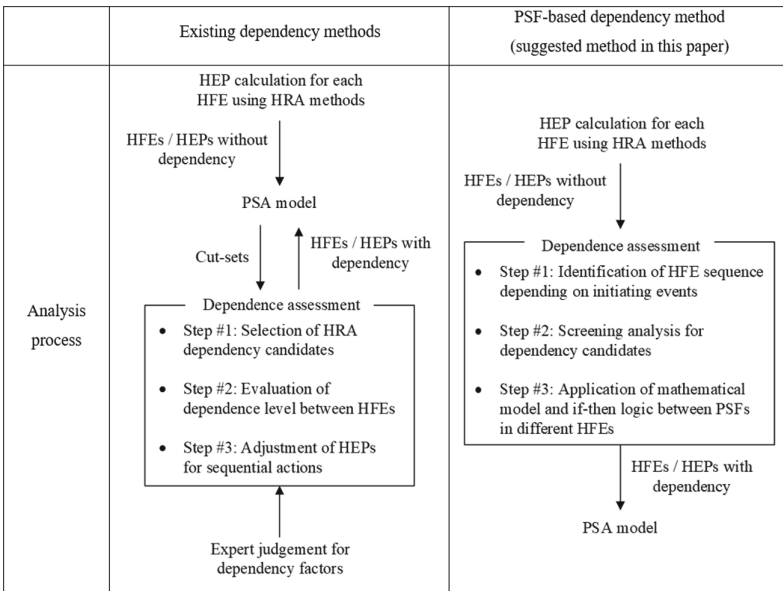 Existing dependency methods
PSF-based dependency method
(suggested method in this paper)
Analysis
process
HEP calculation for each
HFE using HRA methods
HFEs / HEPs without
dependency
PSA model
Cut-sets
HFEs / HEPs with
dependency
Dependence assessment
• Step #1: Selection of HRA
dependency candidates
• Step #2: Evaluation of
dependence level between HFEs
• Step #3: Adjustment of HEPs
for sequential actions
Expert judgement for
dependency factors
HEP calculation for each
HFE using HRA methods
HFEs / HEPs without
dependency
Dependence assessment
• Step #1: Identification of HFE sequence
depending on initiating events
• Step #2: Screening analysis for
dependency candidates
• Step #3: Application of mathematical
model and if-then logic between PSFs
in different HFEs
HFEs / HEPs with
dependency
PSA model